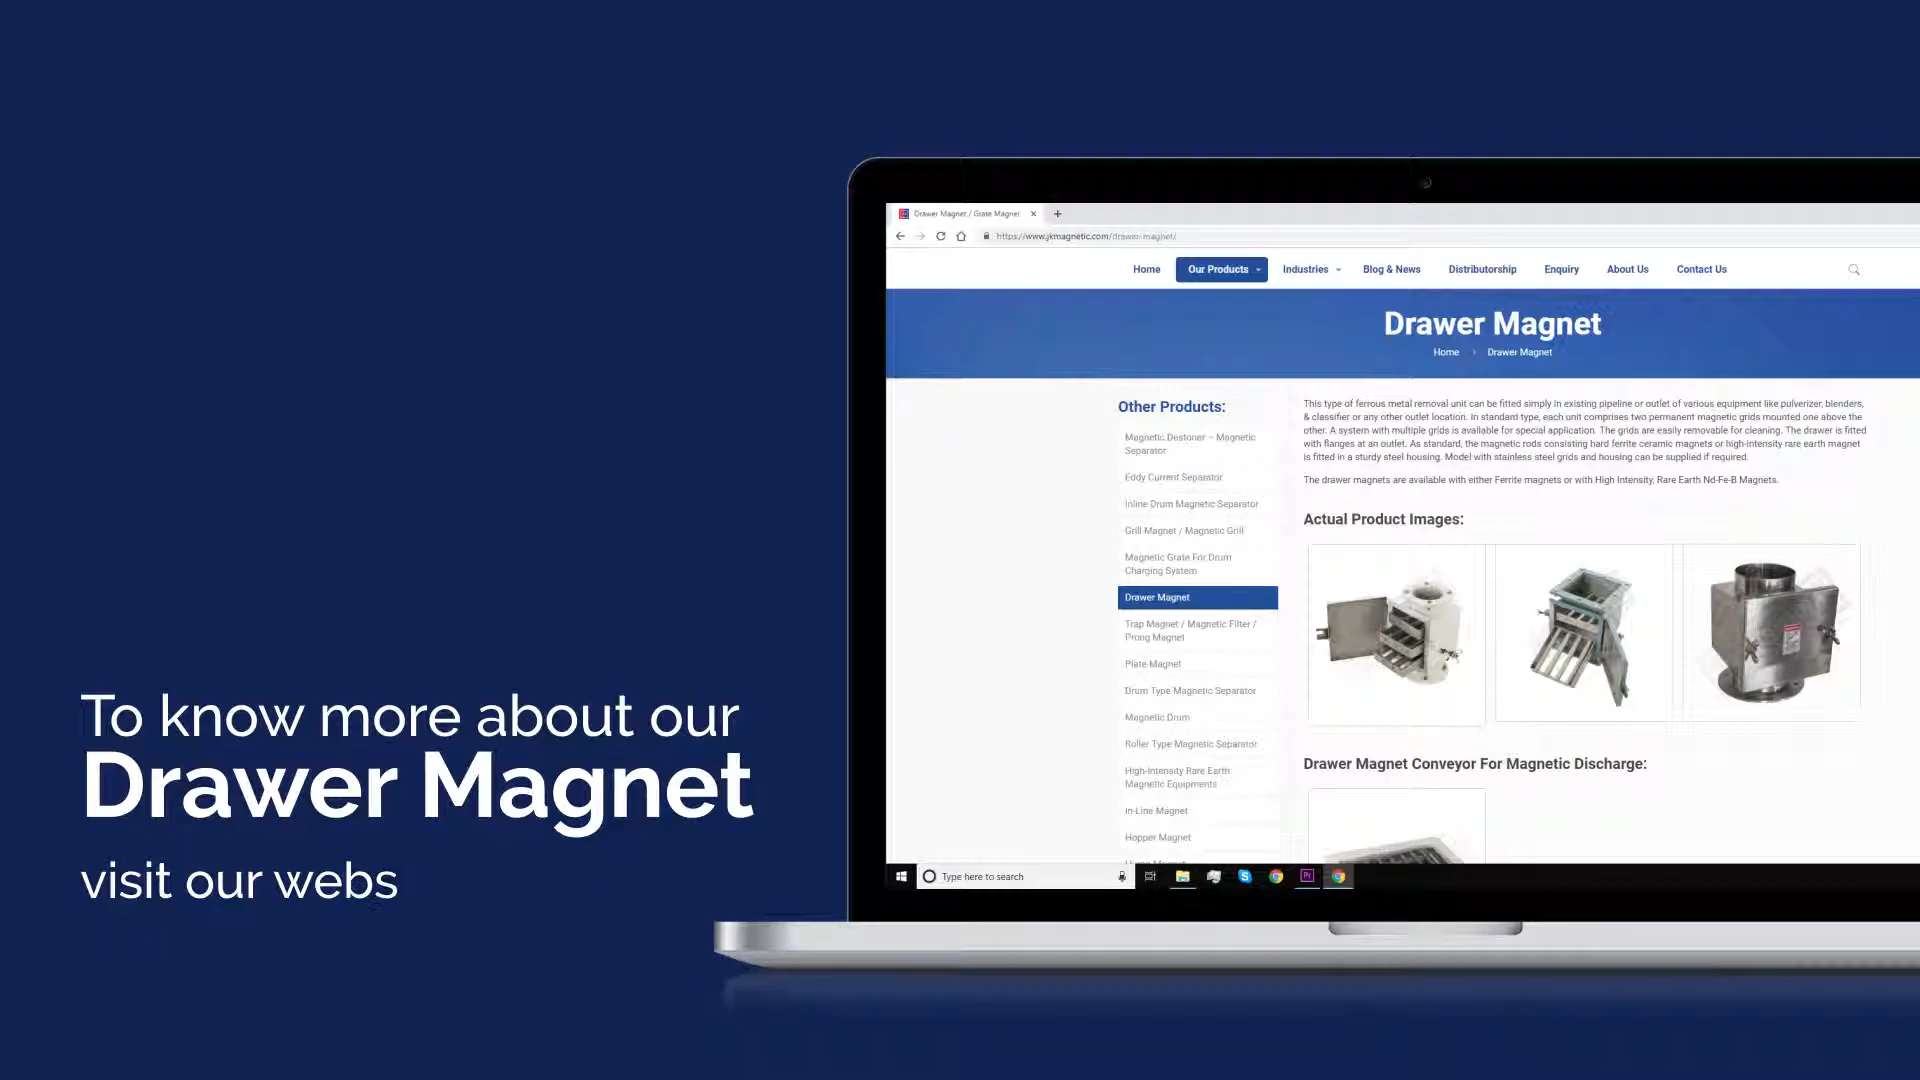 To know more about our
Drawer Magnet
visit our webs
Drawer Magnet / Grate Magnet
https://www.jkmagnetic.com/drawer-magnet/
Home
Our Products
Industries
Blog & News
Distributorship
Enquiry
About Us
Contact Us
Drawer Magnet
Home > Drawer Magnet
Other Products:
Magnetic Destoner – Magnetic
Separator
Eddy Current Separator
Inline Drum Magnetic Separator
Grill Magnet / Magnetic Grill
Magnetic Grate For Drum
Charging System
Drawer Magnet
Trap Magnet / Magnetic Filter /
Prong Magnet
Plate Magnet
Drum Type Magnetic Separator
Magnetic Drum
Roller Type Magnetic Separator
High-Intensity Rare Earth
Magnetic Equipments
In-Line Magnet
Hopper Magnet
This type of ferrous metal removal unit can be fitted simply in existing pipeline or outlet of various equipment like pulverizer, blenders,
& classifier or any other outlet location. In standard type, each unit comprises two permanent magnetic grids mounted one above the
other. A system with multiple grids is available for special application. The grids are easily removable for cleaning. The drawer is fitted
with flanges at an outlet. As standard, the magnetic rods consisting hard ferrite ceramic magnets or high-intensity rare earth magnet
is fitted in a sturdy steel housing. Model with stainless steel grids and housing can be supplied if required.
The drawer magnets are available with either Ferrite magnets or with High Intensity, Rare Earth Nd-Fe-B Magnets.
Actual Product Images:
Drawer Magnet Conveyor For Magnetic Discharge:
Type here to search
Pr